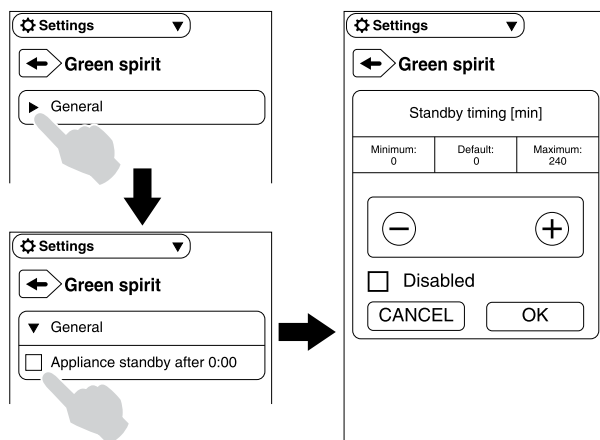 Settings
Green spirit
General
Settings
Green spirit
General
Appliance standby after 0:00
Settings
Green spirit
Standby timing [min]
Minimum: Default: Maximum:
0 0 240
Disabled
CANCEL OK